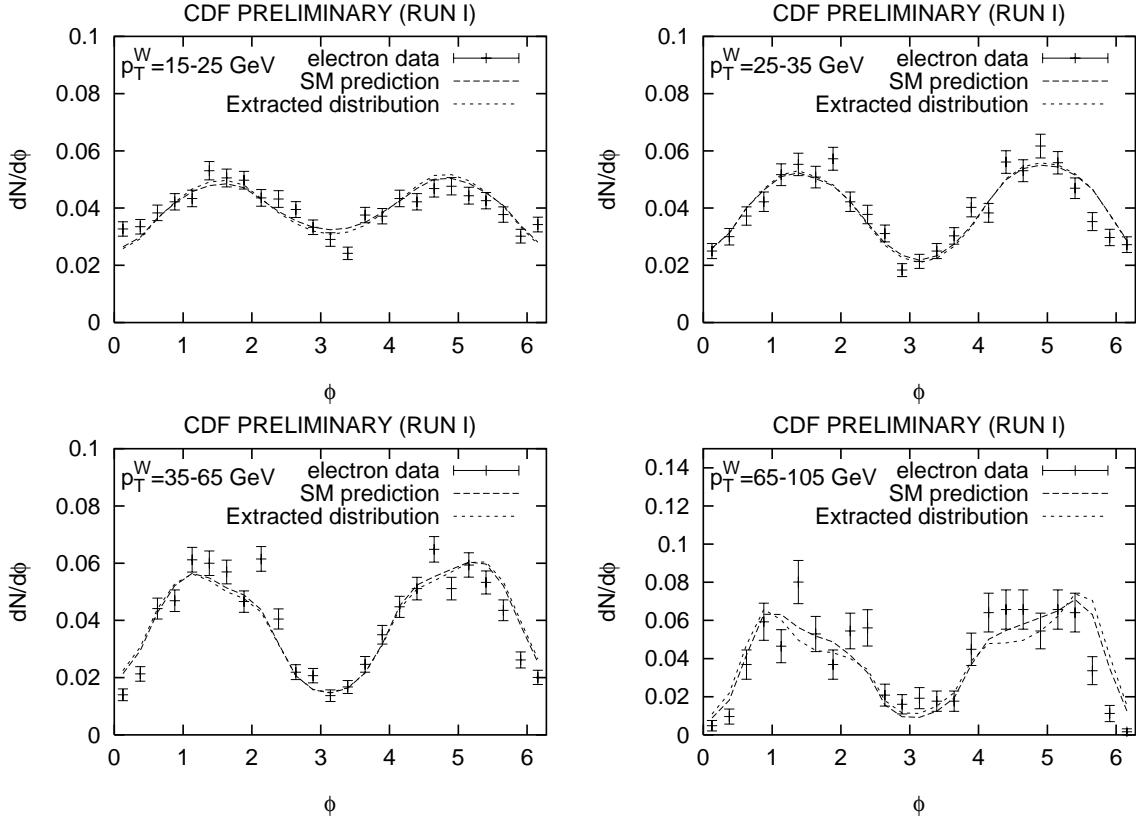 CDF PRELIMINARY (RUN I)
p_T^W=15-25 GeV
electron data
SM prediction
Extracted distribution
0.1
0.08
0.06
0.04
0.02
0
dN/dφ
0 1 2 3 4 5 6
φ
CDF PRELIMINARY (RUN I)
p_T^W=25-35 GeV
electron data
SM prediction
Extracted distribution
0.1
0.08
0.06
0.04
0.02
0
dN/dφ
0 1 2 3 4 5 6
φ
CDF PRELIMINARY (RUN I)
p_T^W=35-65 GeV
electron data
SM prediction
Extracted distribution
0.1
0.08
0.06
0.04
0.02
0
dN/dφ
0 1 2 3 4 5 6
φ
CDF PRELIMINARY (RUN I)
p_T^W=65-105 GeV
electron data
SM prediction
Extracted distribution
0.14
0.12
0.1
0.08
0.06
0.04
0.02
0
dN/dφ
0 1 2 3 4 5 6
φ